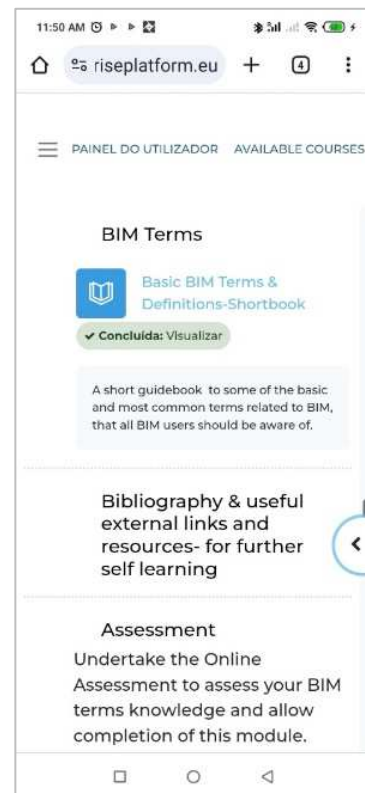 11:50 AM
riseplatform.eu
4
PAINEL DO UTILIZADOR AVAILABLE COURSES
BIM Terms
Basic BIM Terms &
Definitions-Shortbook
✔ Concluída: Visualizar
A short guidebook to some of the basic
and most common terms related to BIM,
that all BIM users should be aware of.
Bibliography & useful
external links and
resources- for further
self learning
Assessment
Undertake the Online
Assessment to assess your BIM
terms knowledge and allow
completion of this module.